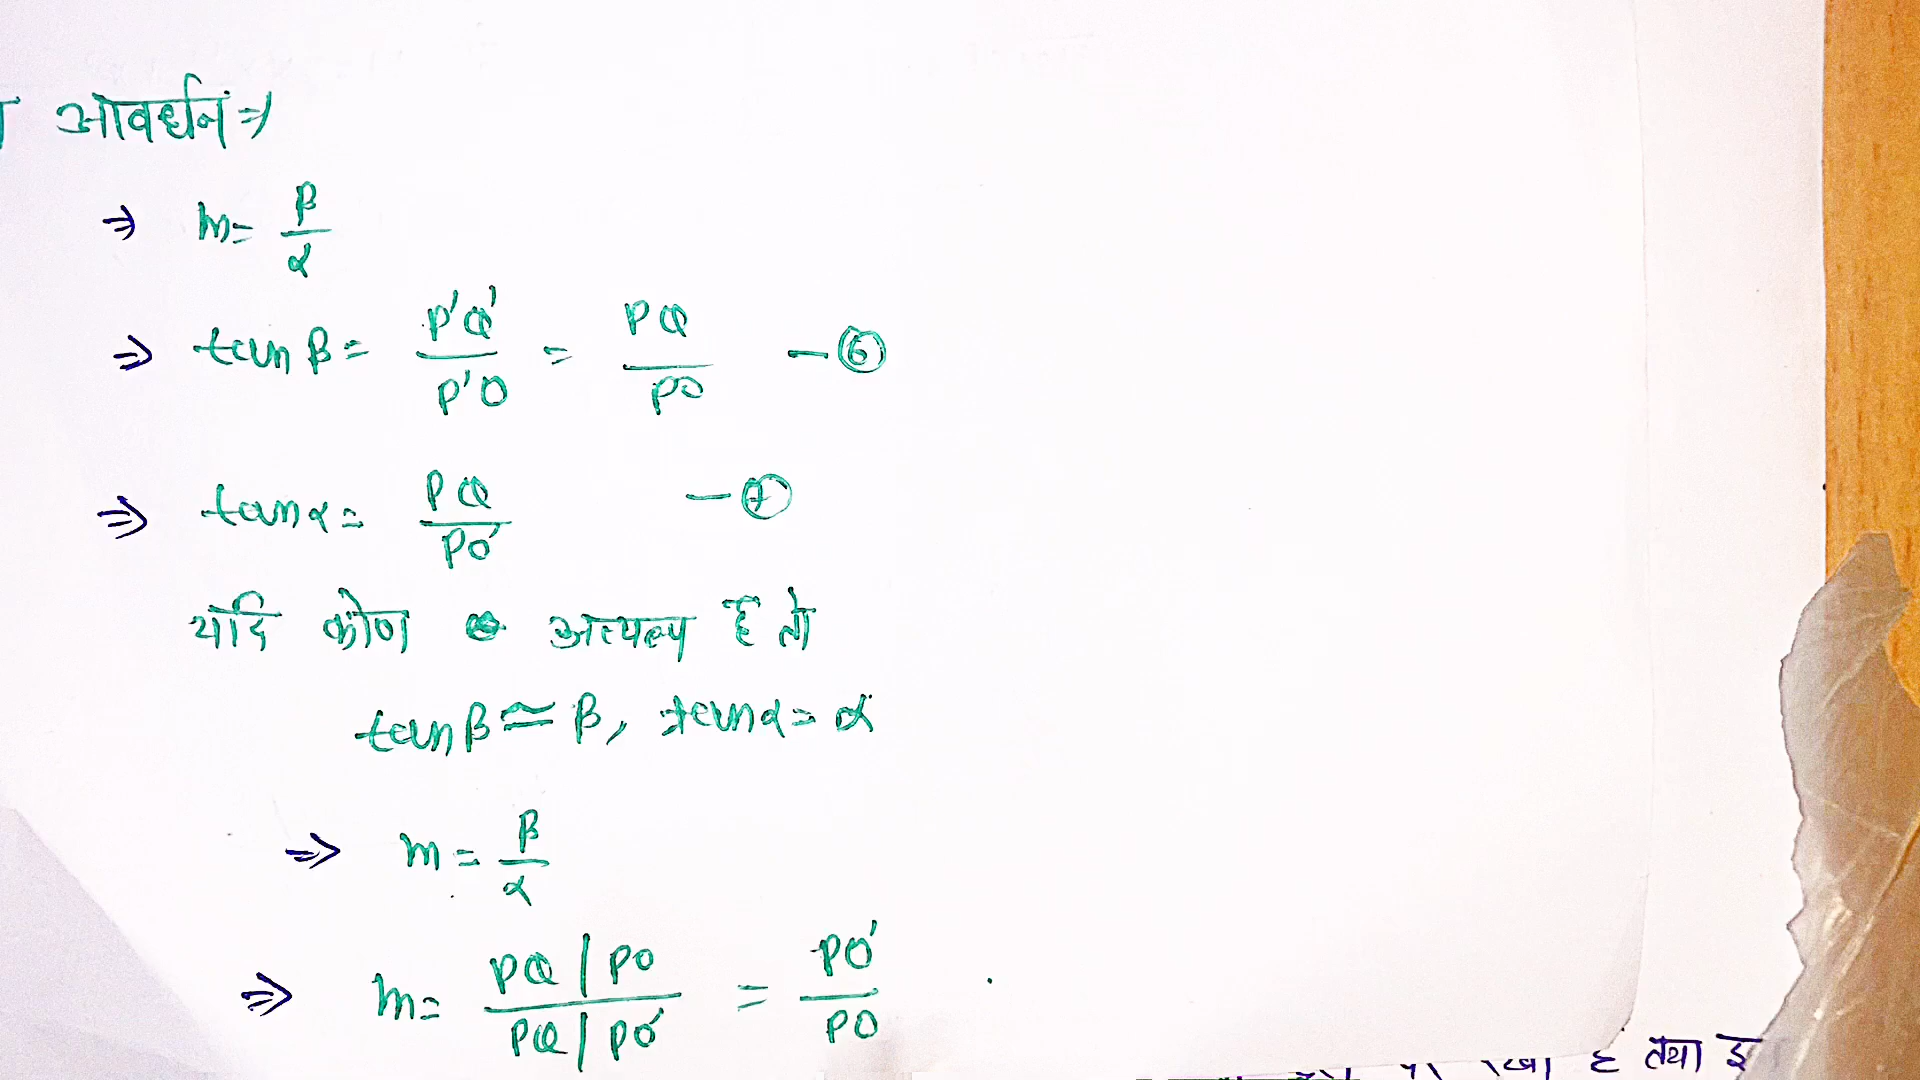 आवर्धन ⇒
⇒ m = β/α
⇒ tan β = P'Q'/P'O = PQ/PO — ⑥
⇒ tan α = PQ/PO' — ⑦
यदि कोण अत्यल्प है तो
tan β ≃ β, tan α = α
⇒ m = β/α
⇒ m = (PQ | PO)/(PQ | PO') = PO'/PO
तथा